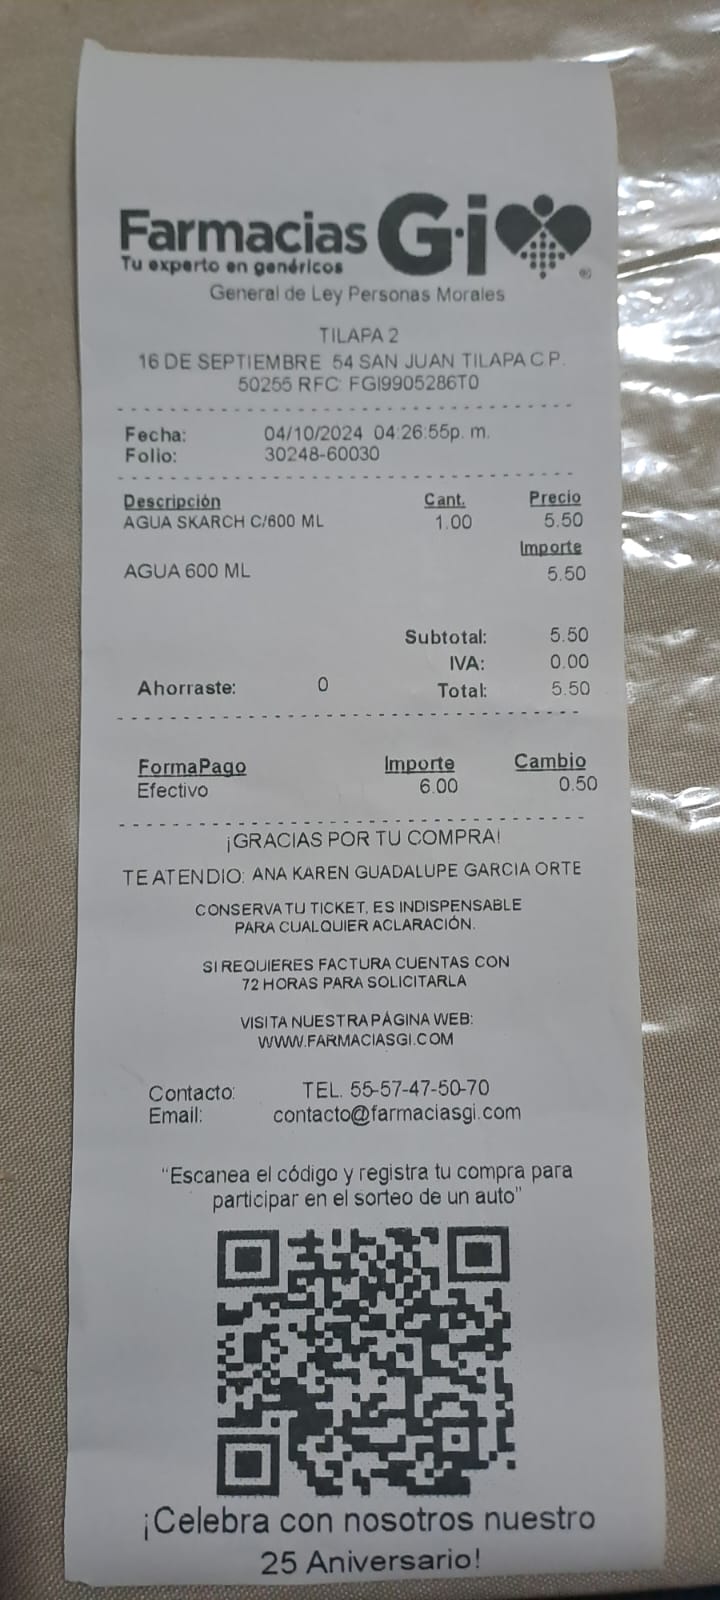 Farmacias G·i
Tu experto en genéricos
®
General de Ley Personas Morales
TILAPA 2
16 DE SEPTIEMBRE 54 SAN JUAN TILAPA C.P.
50255 RFC: FGI9905286T0
Fecha: 04/10/2024 04:26:55p. m.
Folio: 30248-60030
Descripción Cant. Precio
AGUA SKARCH C/600 ML 1.00 5.50
Importe
AGUA 600 ML 5.50
Subtotal: 5.50
IVA: 0.00
Ahorraste: 0 Total: 5.50
FormaPago Importe Cambio
Efectivo 6.00 0.50
¡GRACIAS POR TU COMPRA!
TE ATENDIO: ANA KAREN GUADALUPE GARCIA ORTE
CONSERVA TU TICKET, ES INDISPENSABLE
PARA CUALQUIER ACLARACIÓN.
SI REQUIERES FACTURA CUENTAS CON
72 HORAS PARA SOLICITARLA
VISITA NUESTRA PÁGINA WEB:
WWW.FARMACIASGI.COM
Contacto: TEL. 55-57-47-50-70
Email: contacto@farmaciasgi.com
"Escanea el código y registra tu compra para
participar en el sorteo de un auto"
¡Celebra con nosotros nuestro
25 Aniversario!